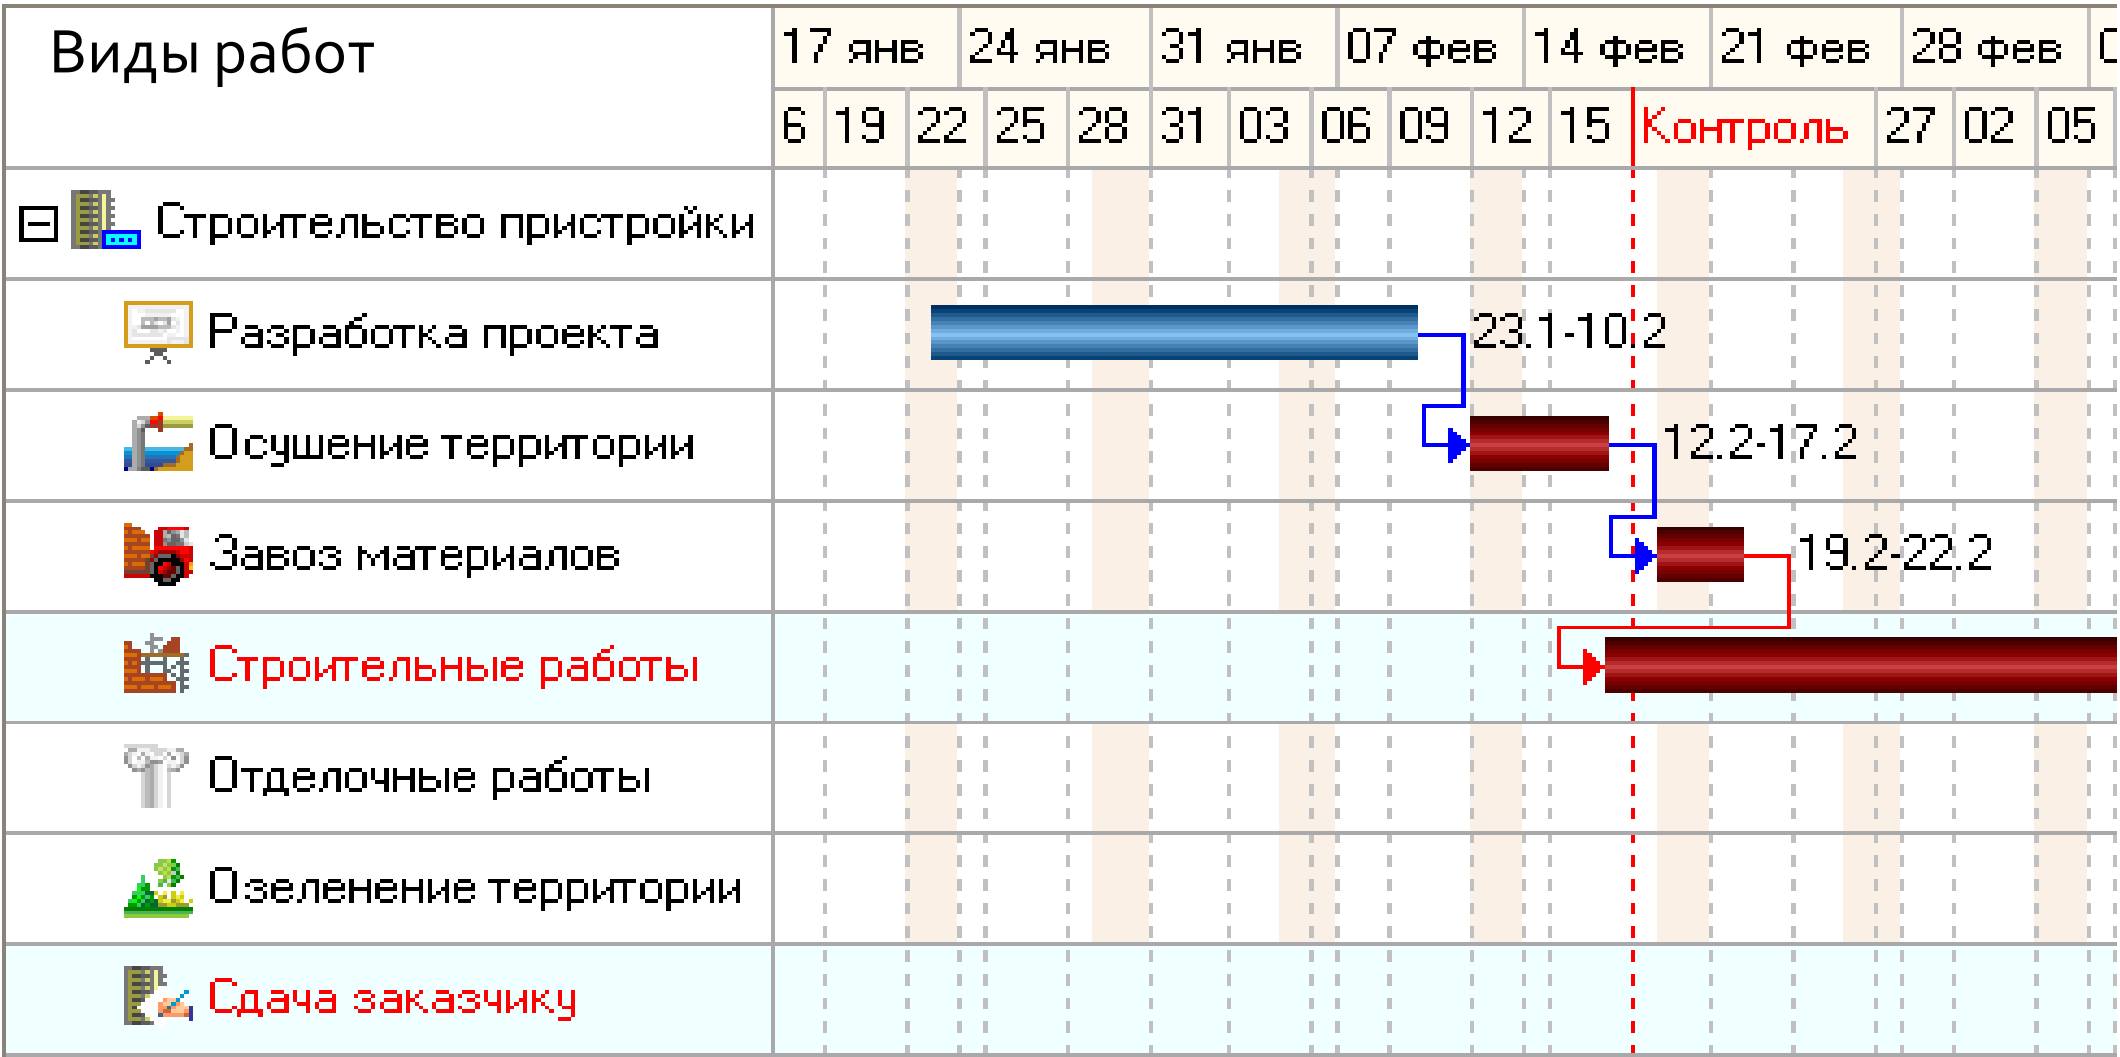 Виды работ
17 янв 24 янв 31 янв 07 фев 14 фев 21 фев 28 фев
6 19 22 25 28 31 03 06 09 12 15 Контроль 27 02 05
Строительство пристройки
Разработка проекта 23.1-10.2
Осушение территории 12.2-17.2
Завоз материалов 19.2-22.2
Строительные работы
Отделочные работы
Озеленение территории
Сдача заказчику